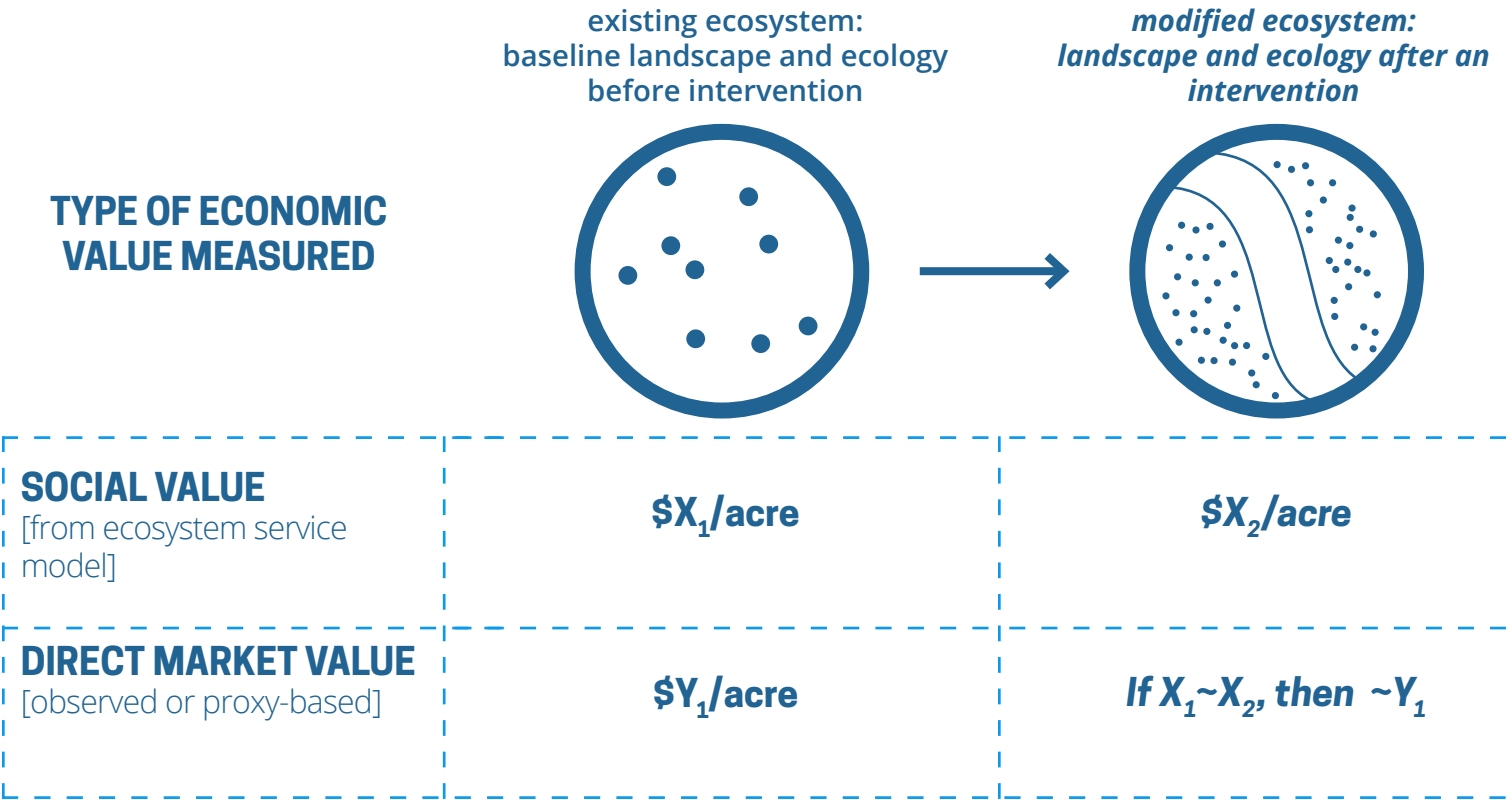 existing ecosystem:
baseline landscape and ecology
before intervention
modified ecosystem:
landscape and ecology after an
intervention
TYPE OF ECONOMIC
VALUE MEASURED
SOCIAL VALUE
[from ecosystem service
model]
$X₁/acre
$X₂/acre
DIRECT MARKET VALUE
[observed or proxy-based]
$Y₁/acre
If X₁~X₂, then ~Y₁